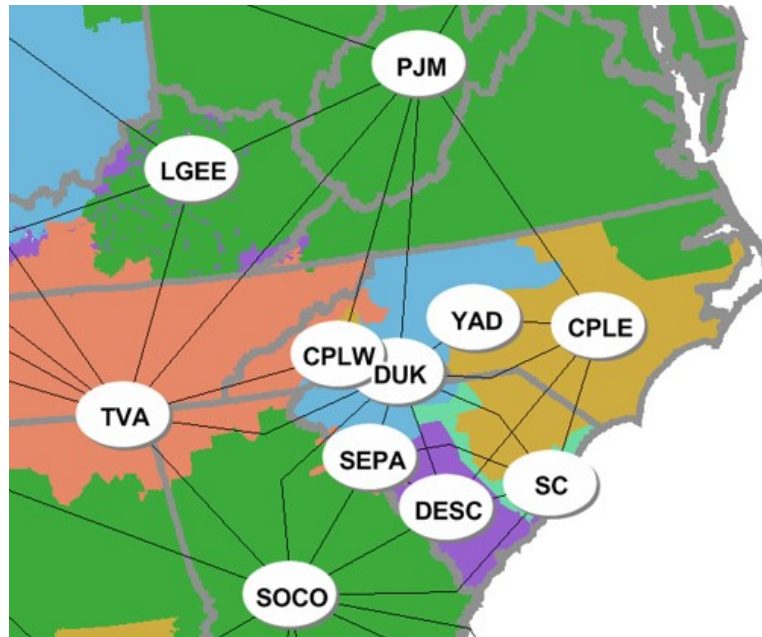 PJM
LGEE
YAD
CPLE
CPLW
DUK
TVA
SEPA
SC
DESC
SOCO